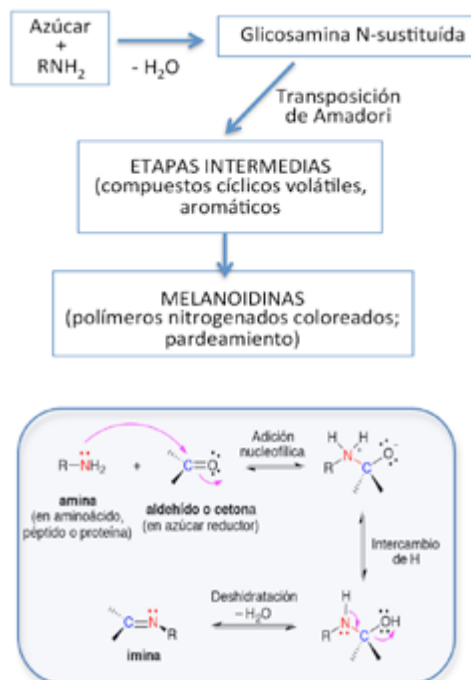 Azúcar
+
RNH₂
- H₂O
Glicosamina N-sustituída
Transposición
de Amadori
ETAPAS INTERMEDIAS
(compuestos cíclicos volátiles,
aromáticos
MELANOIDINAS
(polímeros nitrogenados coloreados;
pardeamiento)
R-NH₂
+
C=O
Adición
nucleofílica
H H
R-N C O⁻
amina
(en aminoácido,
péptido o proteína)
aldehído o cetona
(en azúcar reductor)
Intercambio
de H
Deshidratación
– H₂O
C=N R
imina
H
R-N C OH